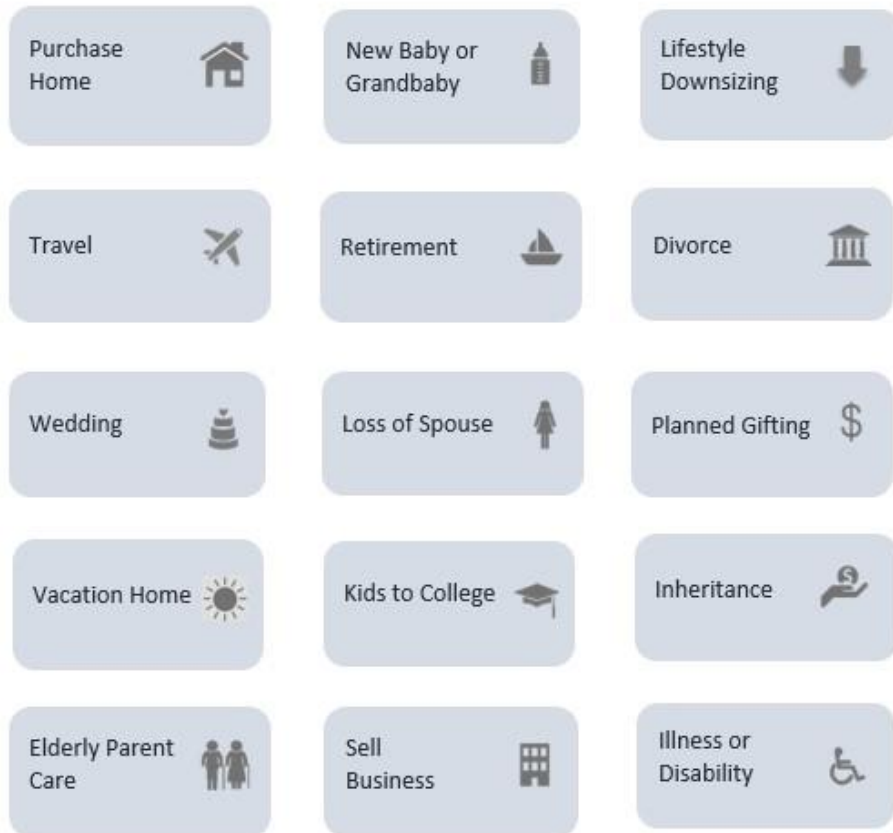 Purchase
Home
New Baby or
Grandbaby
Lifestyle
Downsizing
Travel
Retirement
Divorce
Wedding
Loss of Spouse
Planned Gifting
$
Vacation Home
Kids to College
Inheritance
$
Elderly Parent
Care
Sell
Business
Illness or
Disability